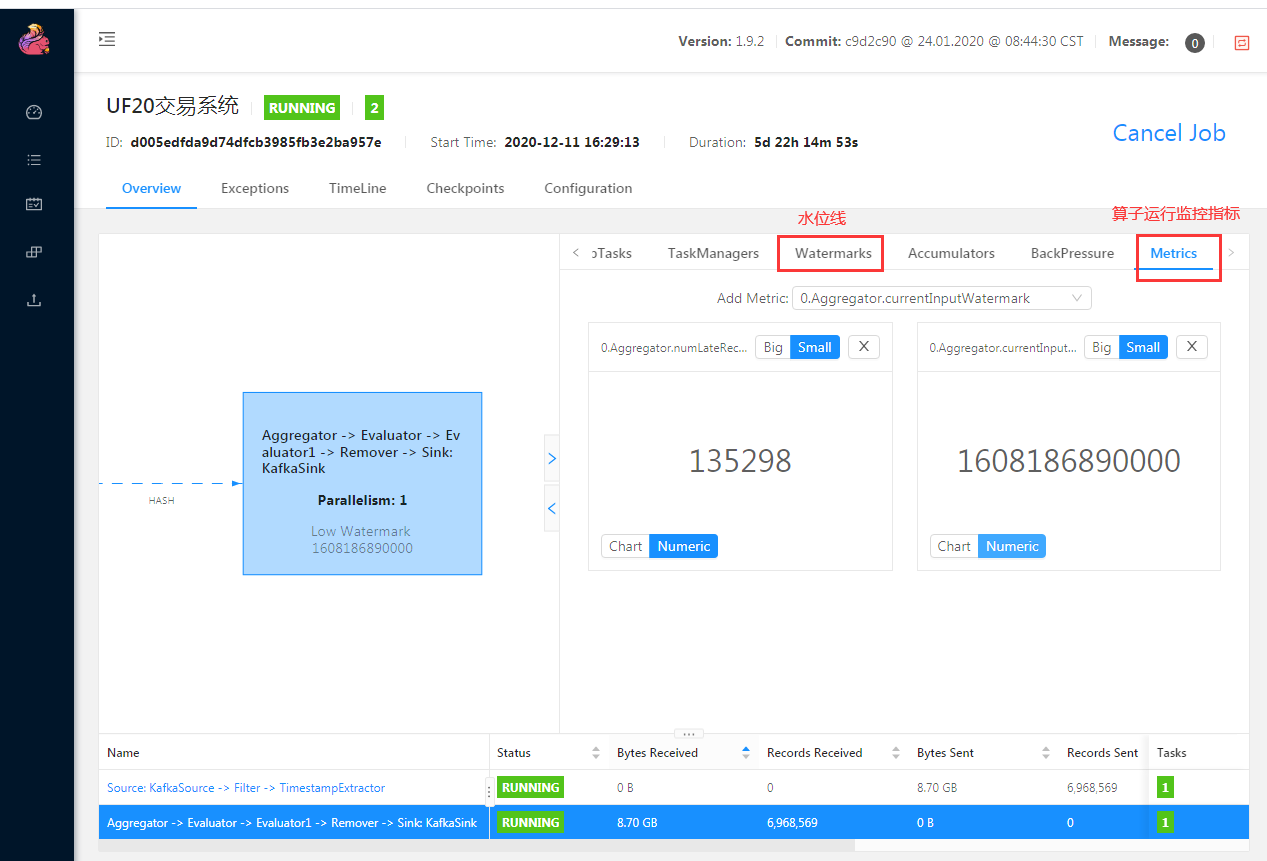 Version: 1.9.2 Commit: c9d2c90 @ 24.01.2020 @ 08:44:30 CST Message: 0
UF20交易系统 RUNNING 2
ID: d005edfda9d74dfcb3985fb3e2ba957e Start Time: 2020-12-11 16:29:13 Duration: 5d 22h 14m 53s
Cancel Job
Overview Exceptions TimeLine Checkpoints Configuration
水位线 算子运行监控指标
oTasks TaskManagers Watermarks Accumulators BackPressure Metrics
Add Metric: 0.Aggregator.currentInputWatermark
0.Aggregator.numLateRec... Big Small X
0.Aggregator.currentInput... Big Small X
135298
1608186890000
Chart Numeric
Chart Numeric
HASH
Aggregator -> Evaluator -> Ev
aluator1 -> Remover -> Sink:
KafkaSink
Parallelism: 1
Low Watermark
1608186890000
Name Status Bytes Received Records Received Bytes Sent Records Sent Tasks
Source: KafkaSource -> Filter -> TimestampExtractor RUNNING 0 B 0 8.70 GB 6,968,569 1
Aggregator -> Evaluator -> Evaluator1 -> Remover -> Sink: KafkaSink RUNNING 8.70 GB 6,968,569 0 B 0 1